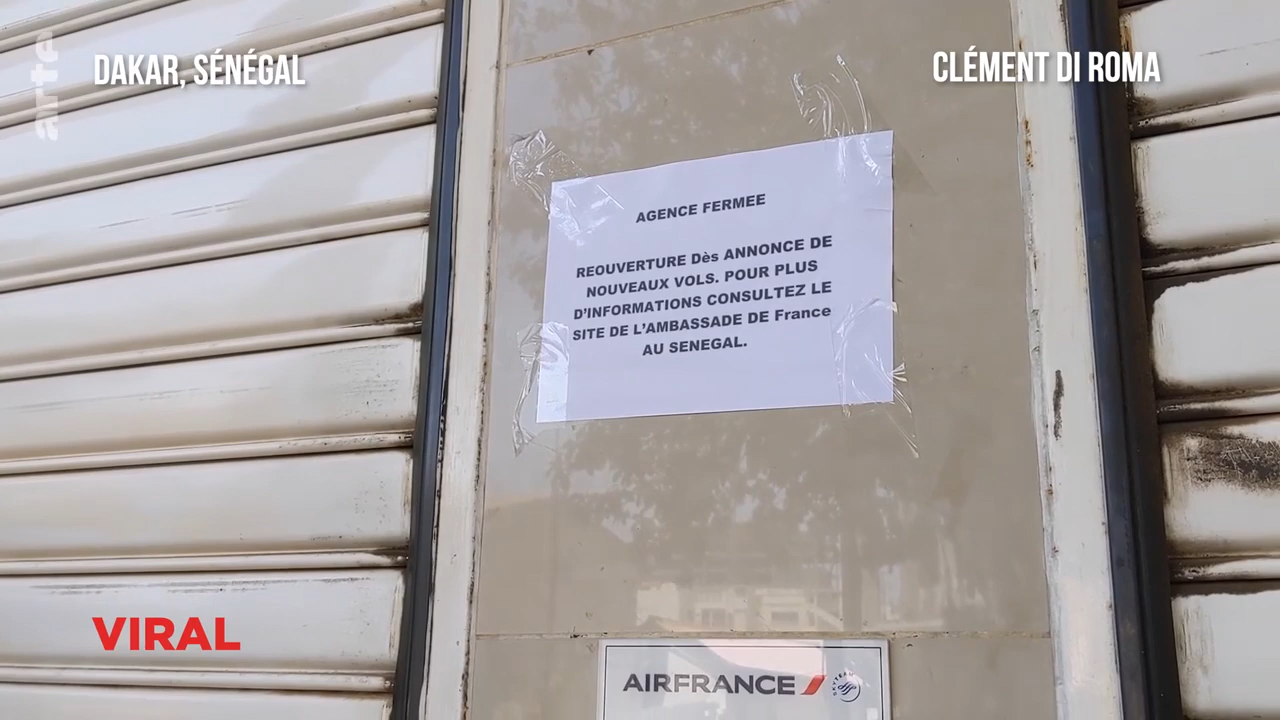 arte
DAKAR, SÉNÉGAL
CLÉMENT DI ROMA
AGENCE FERMEE
REOUVERTURE Dès ANNONCE DE
NOUVEAUX VOLS. POUR PLUS
D'INFORMATIONS CONSULTEZ LE
SITE DE L'AMBASSADE DE France
AU SENEGAL.
VIRAL
AIRFRANCE
SKYTEAM